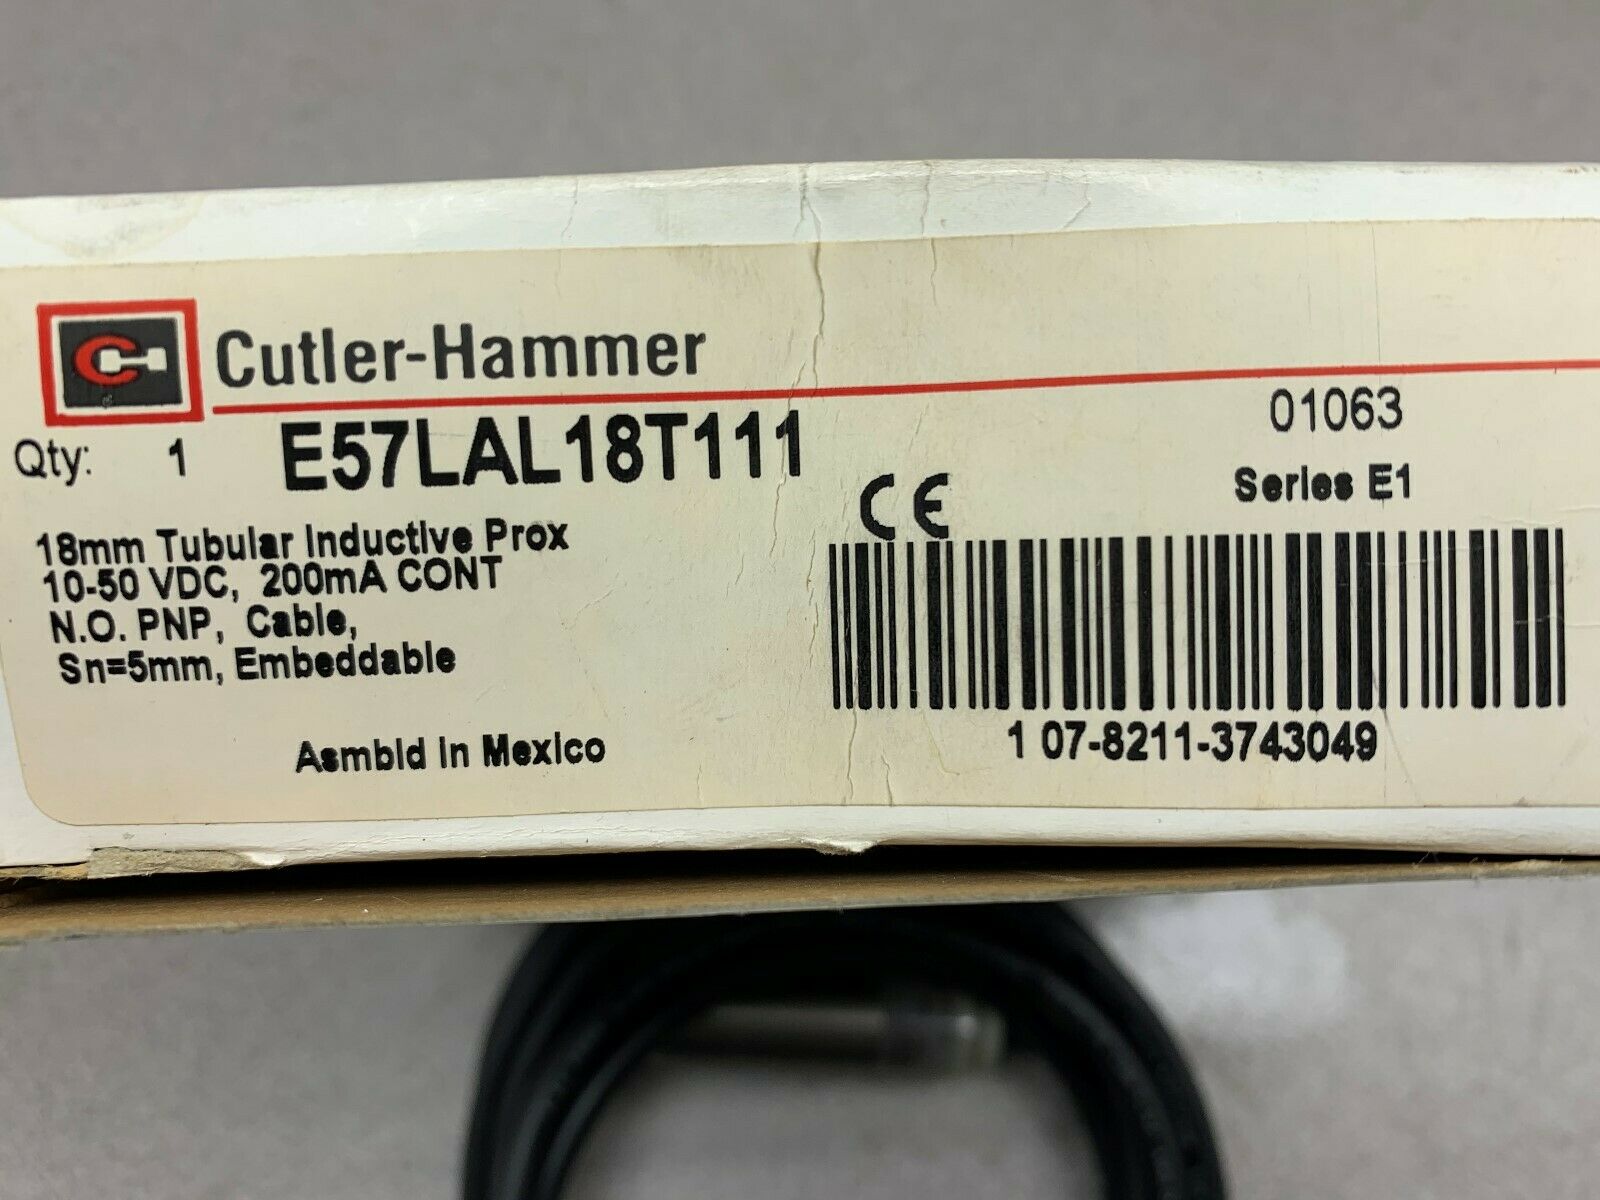 Cutler-Hammer
Qty: 1 E57LAL18T111
01063
Series E1
CE
18mm Tubular Inductive Prox
10-50 VDC, 200mA CONT
N.O. PNP, Cable,
Sn=5mm, Embeddable
Asmbld in Mexico
1 07-8211-3743049